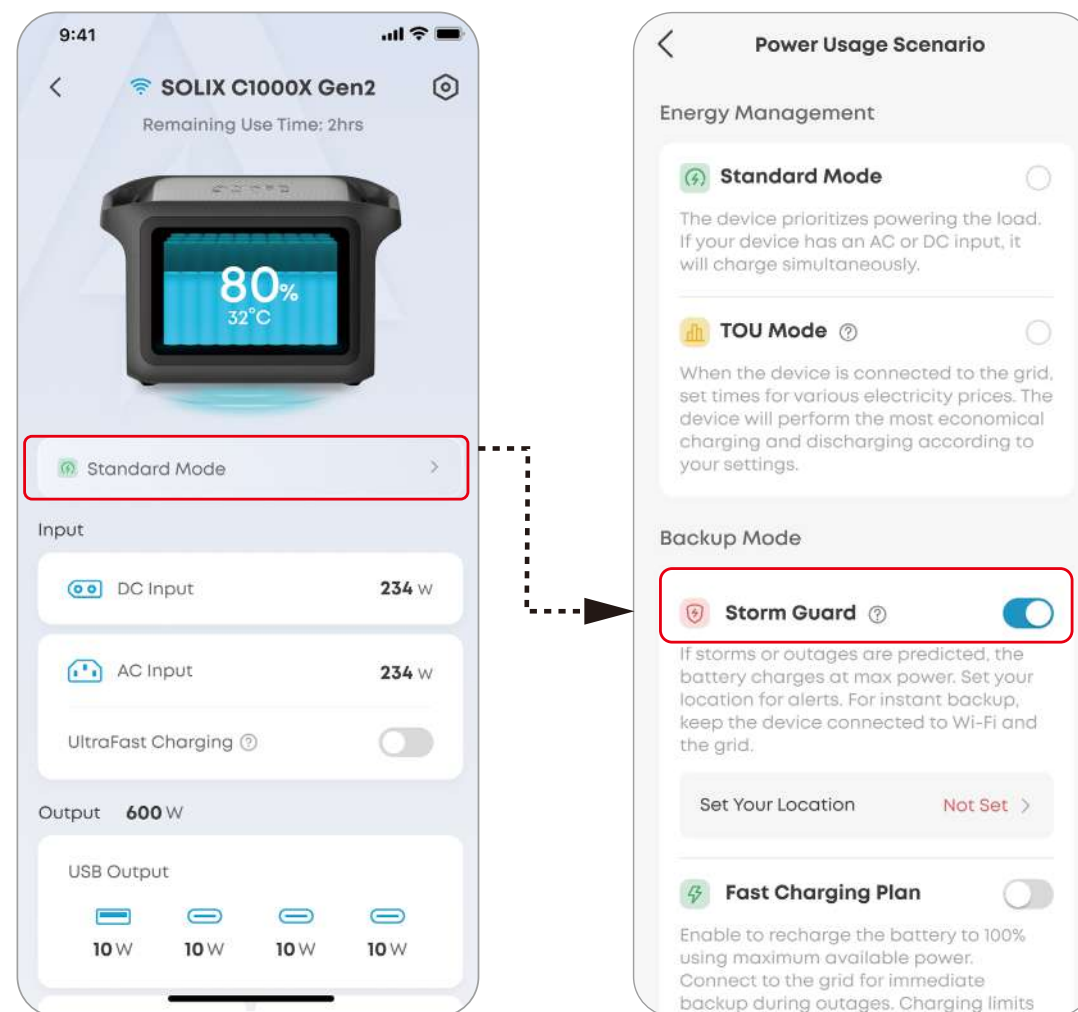 9:41
SOLIX C1000X Gen2
Remaining Use Time: 2hrs
80%
32°C
Standard Mode
Input
DC Input 234 W
AC Input 234 W
UltraFast Charging
Output 600 W
USB Output
10 W 10 W 10 W 10 W
Power Usage Scenario
Energy Management
Standard Mode
The device prioritizes powering the load.
If your device has an AC or DC input, it
will charge simultaneously.
TOU Mode
When the device is connected to the grid,
set times for various electricity prices. The
device will perform the most economical
charging and discharging according to
your settings.
Backup Mode
Storm Guard
If storms or outages are predicted, the
battery charges at max power. Set your
location for alerts. For instant backup,
keep the device connected to Wi-Fi and
the grid.
Set Your Location Not Set
Fast Charging Plan
Enable to recharge the battery to 100%
using maximum available power.
Connect to the grid for immediate
backup during outages. Charging limits